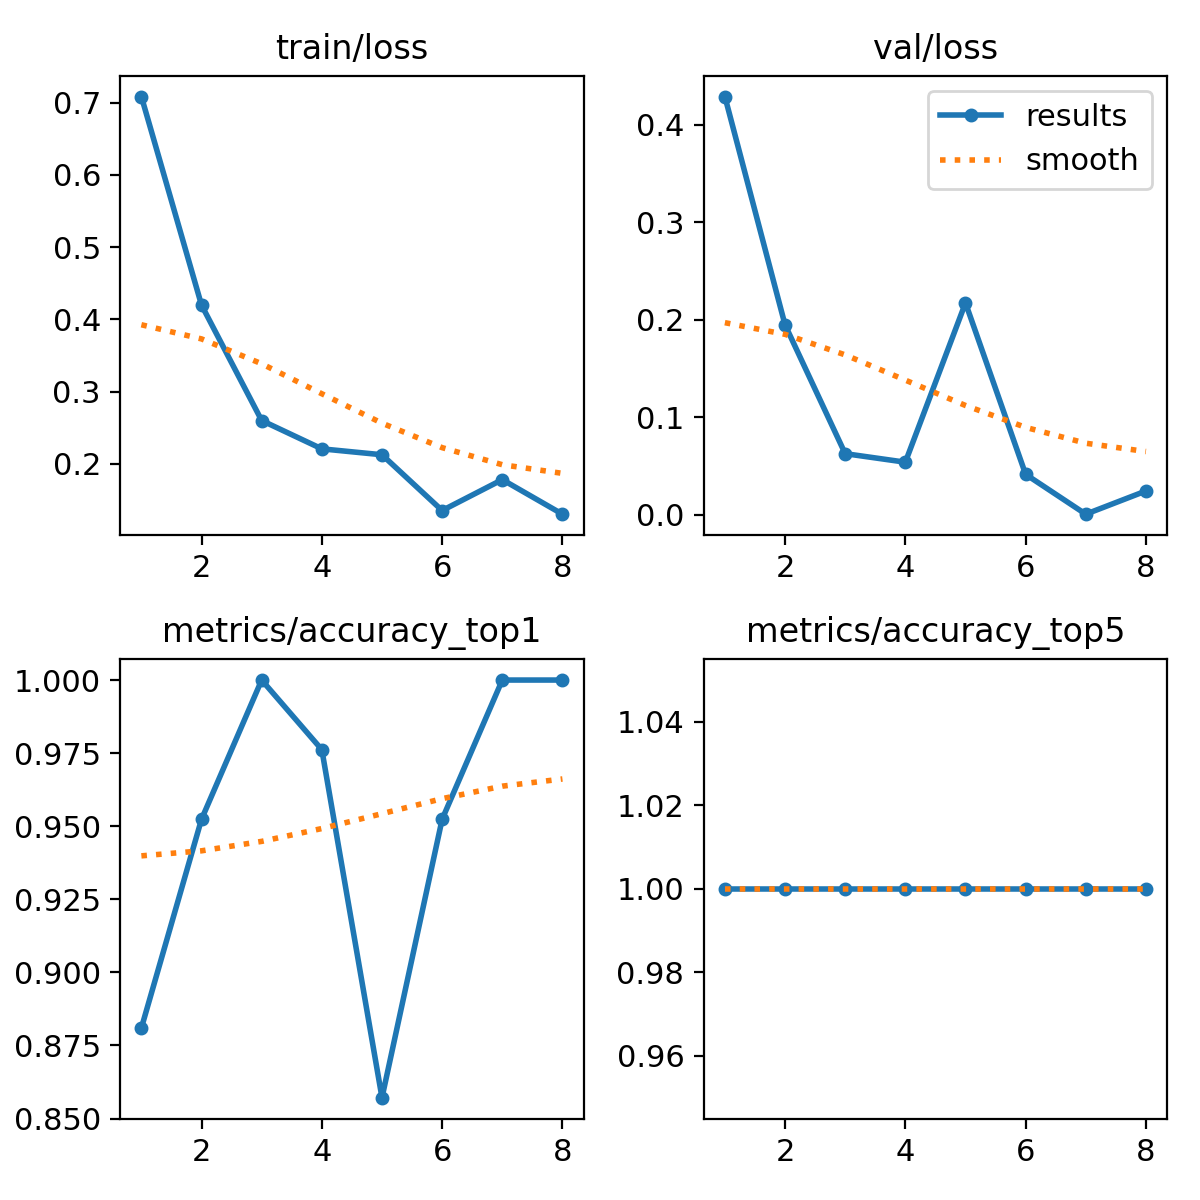 train/loss
0.7
0.6
0.5
0.4
0.3
0.2
2 4 6 8
val/loss
results
smooth
0.4
0.3
0.2
0.1
0.0
2 4 6 8
metrics/accuracy_top1
1.000
0.975
0.950
0.925
0.900
0.875
0.850
2 4 6 8
metrics/accuracy_top5
1.04
1.02
1.00
0.98
0.96
2 4 6 8